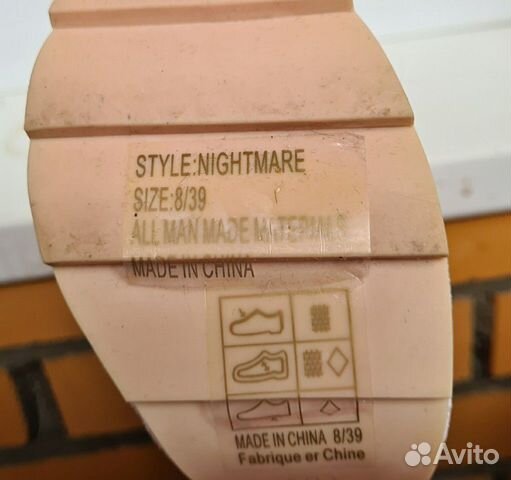 STYLE:NIGHTMARE
SIZE:8/39
ALL MAN MADE MATERIALS
MADE IN CHINA
MADE IN CHINA 8/39
Fabrique er Chine
Avito